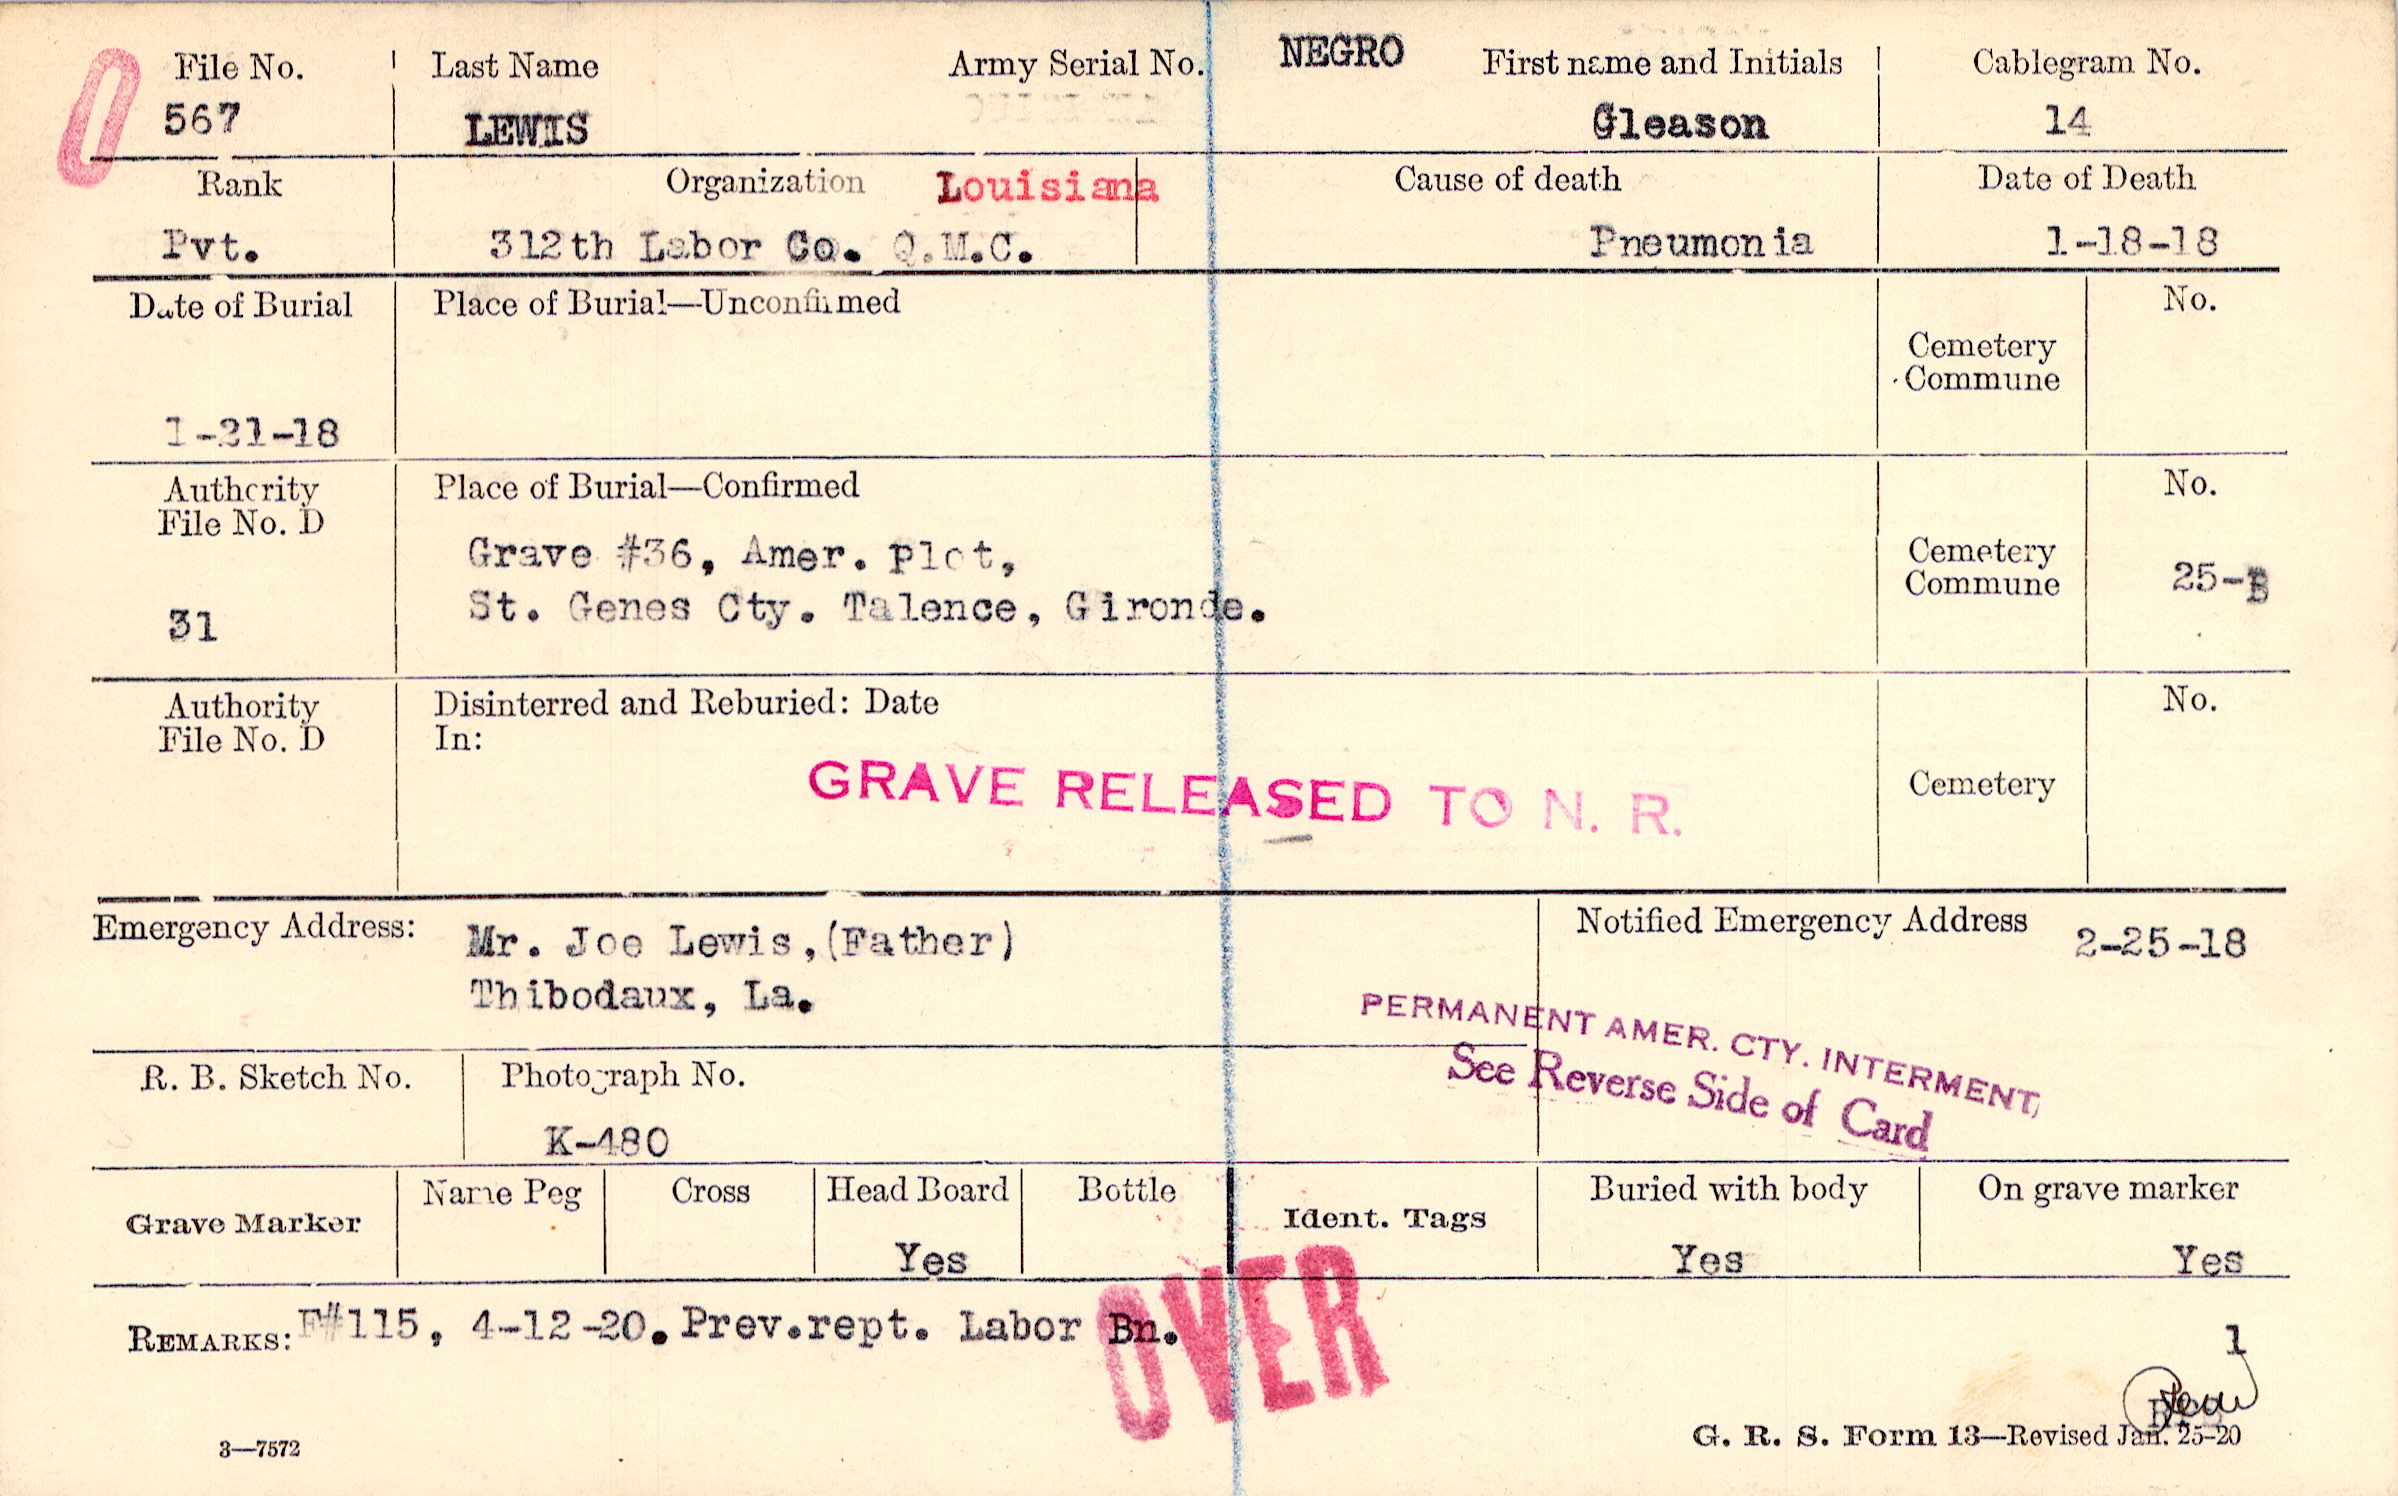 File No. Last Name Army Serial No. NEGRO First name and Initials Cablegram No.
567 LEWIS Gleason 14
Rank Organization Louisiana Cause of death Date of Death
Pvt. 312th Labor Co. Q.M.C. Pneumonia 1-18-18
Date of Burial Place of Burial—Unconfirmed No.
Cemetery
Commune
1-21-18
Authority Place of Burial—Confirmed No.
File No. D
Grave #36, Amer. Plot, Cemetery
Commune 25-B
31 St. Genes Cty. Talence, Gironde.
Authority Disinterred and Reburied: Date No.
File No. D In:
GRAVE RELEASED TO N. R. Cemetery
Emergency Address: Mr. Joe Lewis,(Father) Notified Emergency Address 2-25-18
Thibodaux, La.
PERMANENT AMER. CTY. INTERMENT,
See Reverse Side of Card
R. B. Sketch No. Photograph No.
K-480
Grave Marker Name Peg Cross Head Board Bottle Ident. Tags Buried with body On grave marker
Yes Yes Yes
REMARKS: F#115, 4-12-20. Prev.rept. Labor Bn.
OVER
1
3—7572 G. R. S. Form 13—Revised Jan. 25-20